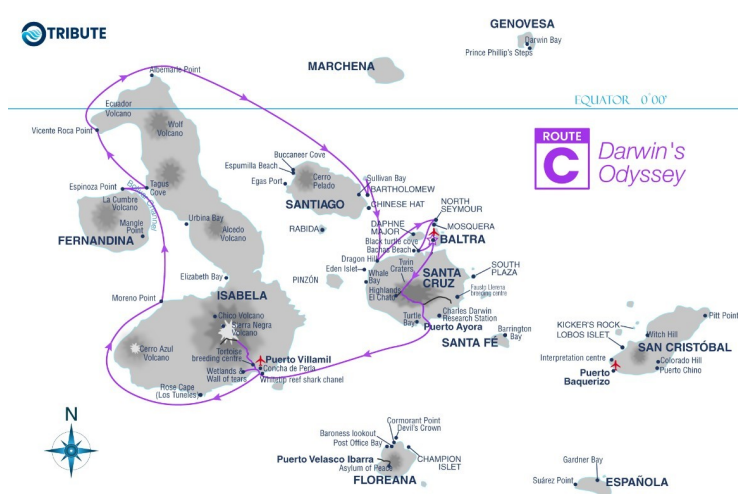 TRIBUTE
GENOVESA
Darwin Bay
Prince Phillip's Steps
MARCHENA
Albemarle Point
EQUATOR 0°00'
Ecuador
Volcano
Wolf
Volcano
Vicente Roca Point
ROUTE
C
Darwin's
Odyssey
Buccaneer Cove
Espumilla Beach
Cerro
Pelado
Egas Port
Sullivan Bay
BARTHOLOMEW
CHINESE HAT
SANTIAGO
RABIDA
Espinoza Point
Tagus
Cove
La Cumbre
Volcano
Mangle
Point
FERNANDINA
Urbina Bay
Alcedo
Volcano
NORTH
SEYMOUR
MOSQUERA
DAPHNE
MAJOR
BALTRA
Black turtle cove
Bachas Beach
Dragon Hill
Eden Islet
Whale
Bay
Twin
Craters
SANTA
CRUZ
SOUTH
PLAZA
Highlands
El Chato
Fausto Llerena
breeding centre
PINZÓN
Elizabeth Bay
ISABELA
Moreno Point
Chico Volcano
Sierra Negra
Volcano
Cerro Azul
Volcano
Tortoise
breeding centre
Puerto Villamil
Concha de Perla
Wetlands &
Wall of tears
Whitetip reef shark chanel
Rose Cape
(Los Tuneles)
Turtle
Bay
Charles Darwin
Research Station
Puerto Ayora
SANTA FÉ
Barrington
Bay
Pitt Point
KICKER'S ROCK
LOBOS ISLET
Witch Hill
SAN CRISTÓBAL
Interpretation centre
Colorado Hill
Puerto Chino
Puerto
Baquerizo
N
Cormorant Point
Devil's Crown
Baroness lookout
Post Office Bay
Puerto Velasco Ibarra
Asylum of Peace
CHAMPION
ISLET
FLOREANA
Gardner Bay
Suárez Point
ESPAÑOLA